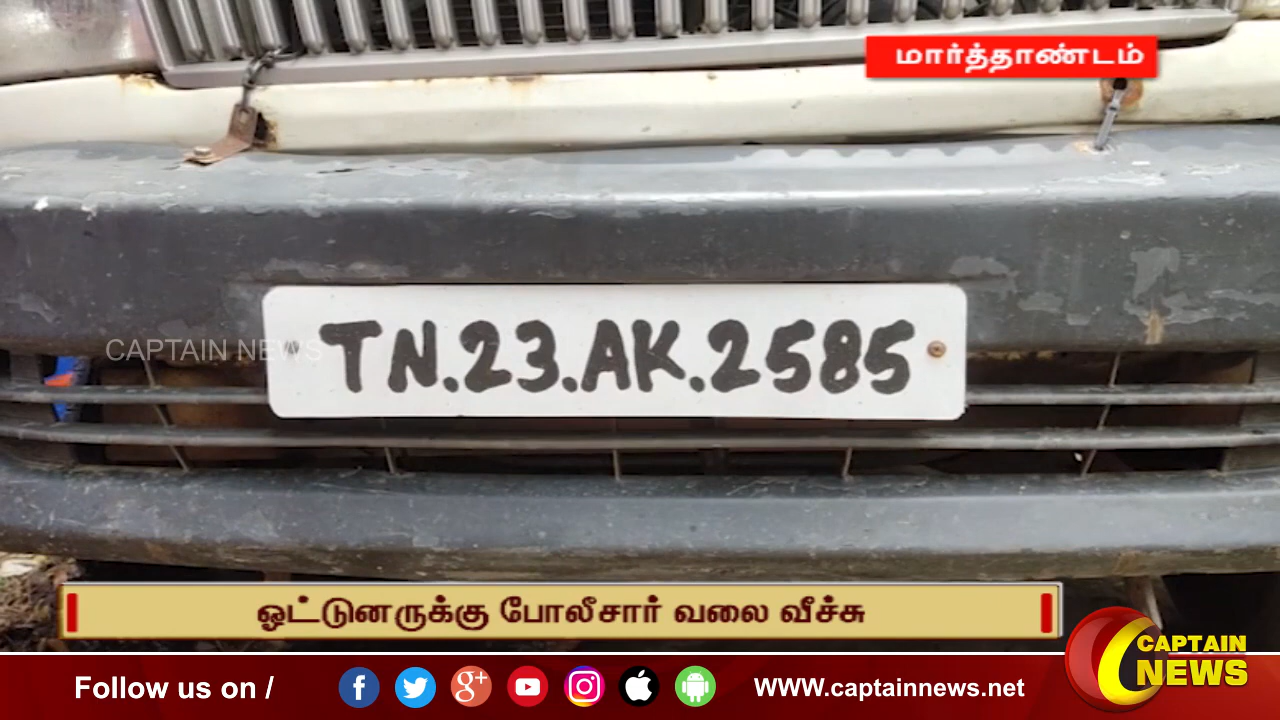 மார்த்தாண்டம்
CAPTAIN NEWS
TN.23.AK.2585
ஓட்டுனருக்கு போலீசார் வலை வீச்சு
CAPTAIN
NEWS
Follow us on / WWW.captainnews.net